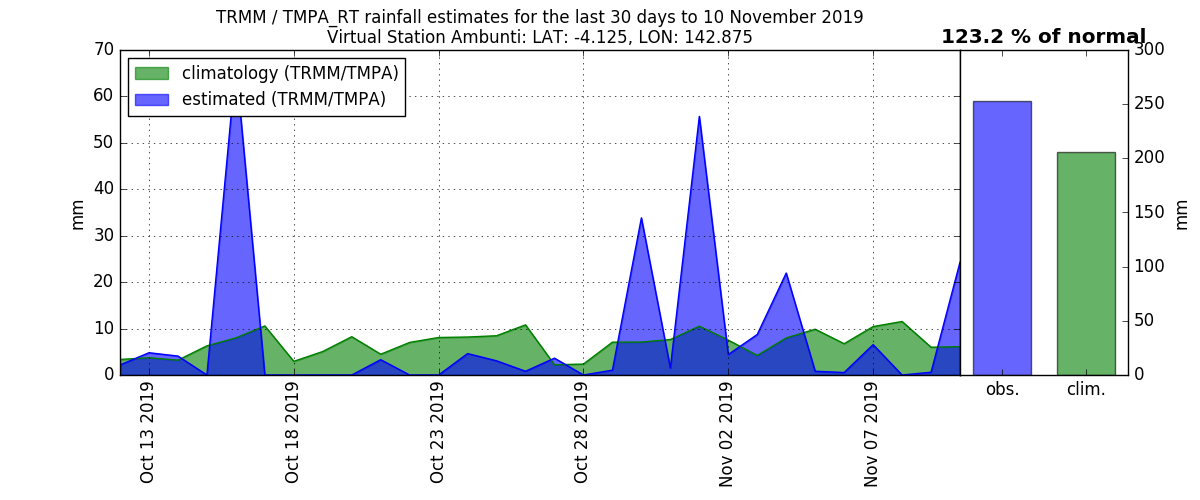 TRMM / TMPA_RT rainfall estimates for the last 30 days to 10 November 2019
Virtual Station Ambunti: LAT: -4.125, LON: 142.875
123.2 % of normal
climatology (TRMM/TMPA)
estimated (TRMM/TMPA)
70
60
50
40
30
20
10
0
mm
Oct 13 2019
Oct 18 2019
Oct 23 2019
Oct 28 2019
Nov 02 2019
Nov 07 2019
300
250
200
150
100
50
0
mm
obs.
clim.